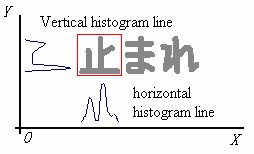 Y
Vertical histogram line
止まれ
horizontal
histogram line
O
X